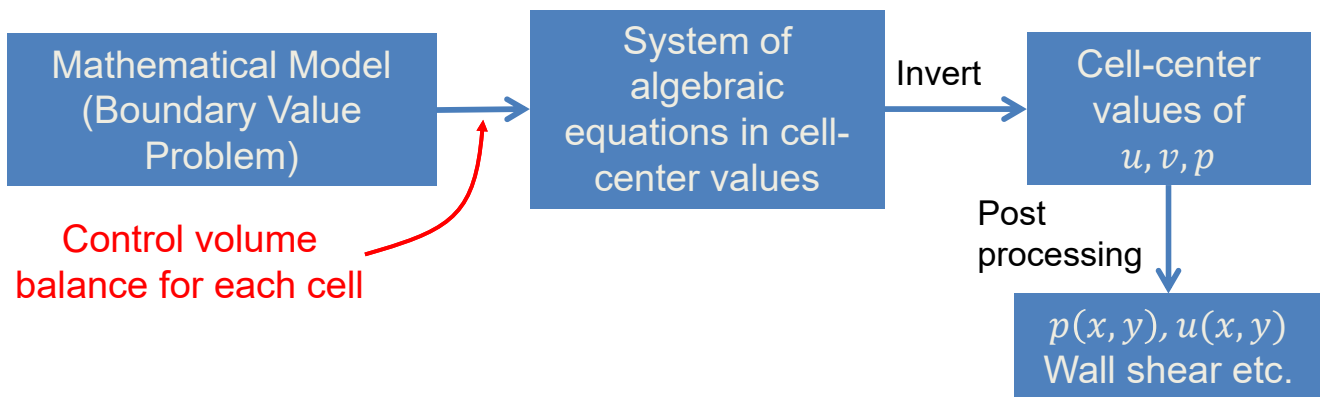 Mathematical Model
(Boundary Value
Problem)
System of
algebraic
equations in cell-
center values
Invert
Cell-center
values of
u, v, p
Control volume
balance for each cell
Post
processing
p(x, y), u(x, y)
Wall shear etc.